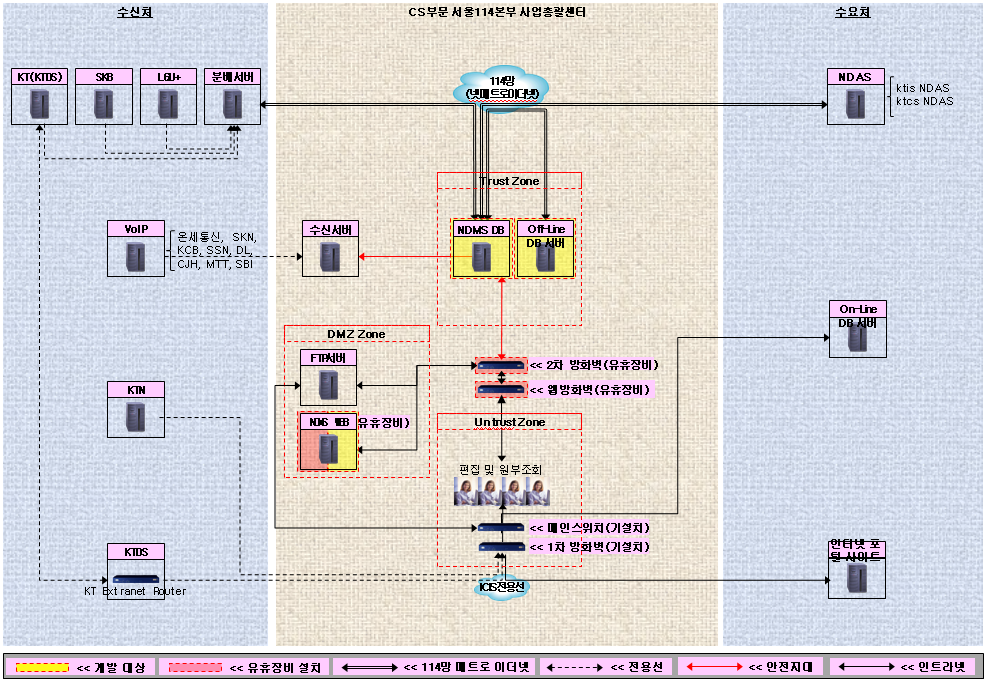 수신처
CS부문 서울114본부 사업총괄센터
수요처
KT(KTDS)
SKB
LGU+
분배서버
114망
(넷메트로이더넷)
NDAS
ktis NDAS
ktcs NDAS
Trust Zone
VoIP
온세통신, SKN,
KCB, SSN, DL,
CJH, MTT, SBI
수신서버
NDMS DB
Off-Line
DB 서버
On-Line
DB 서버
DMZ Zone
FTP서버
<< 2차 방화벽(유휴장비)
<< 웹방화벽(유휴장비)
KTN
NDMS WEB
유휴장비)
Untrust Zone
편집 및 원부조회
<< 메인스위치(기설치)
<< 1차 방화벽(기설치)
KTDS
KT Extranet Router
ICIS전용선
인터넷 포
털 사이트
<< 개발 대상
<< 유휴장비 설치
<< 114망 메트로 이더넷
<< 전용선
<< 안전지대
<< 인트라넷